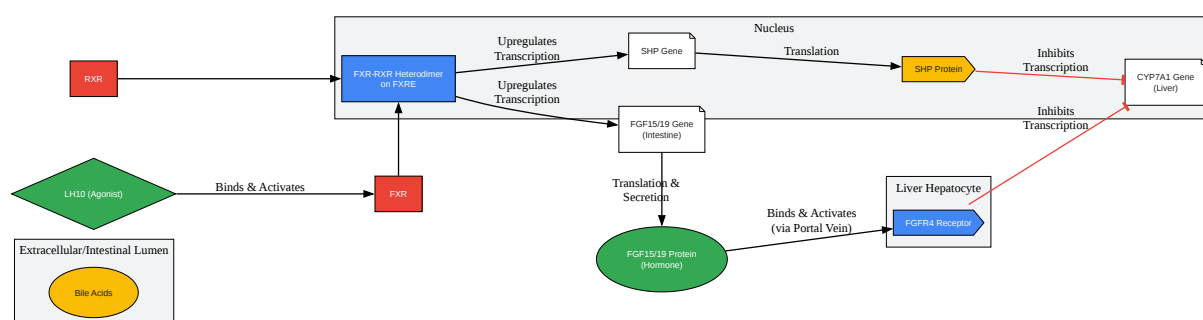 Nucleus
RXR
FXR-RXR Heterodimer
on FXRE
Upregulates
Transcription
SHP Gene
Translation
SHP Protein
Inhibits
Transcription
CYP7A1 Gene
(Liver)
Upregulates
Transcription
FGF15/19 Gene
(Intestine)
Inhibits
Transcription
LH10 (Agonist)
Binds & Activates
FXR
Translation &
Secretion
Liver Hepatocyte
FGFR4 Receptor
Binds & Activates
(via Portal Vein)
FGF15/19 Protein
(Hormone)
Extracellular/Intestinal Lumen
Bile Acids